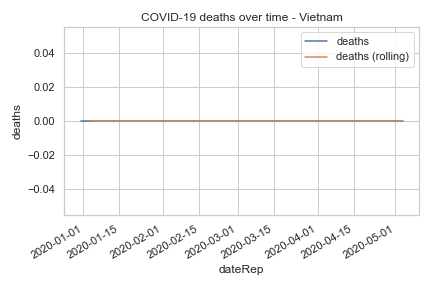 COVID-19 deaths over time - Vietnam
deaths
deaths (rolling)
0.04
0.02
0.00
−0.02
−0.04
deaths
2020-01-01
2020-01-15
2020-02-01
2020-02-15
2020-03-01
2020-03-15
2020-04-01
2020-04-15
2020-05-01
dateRep